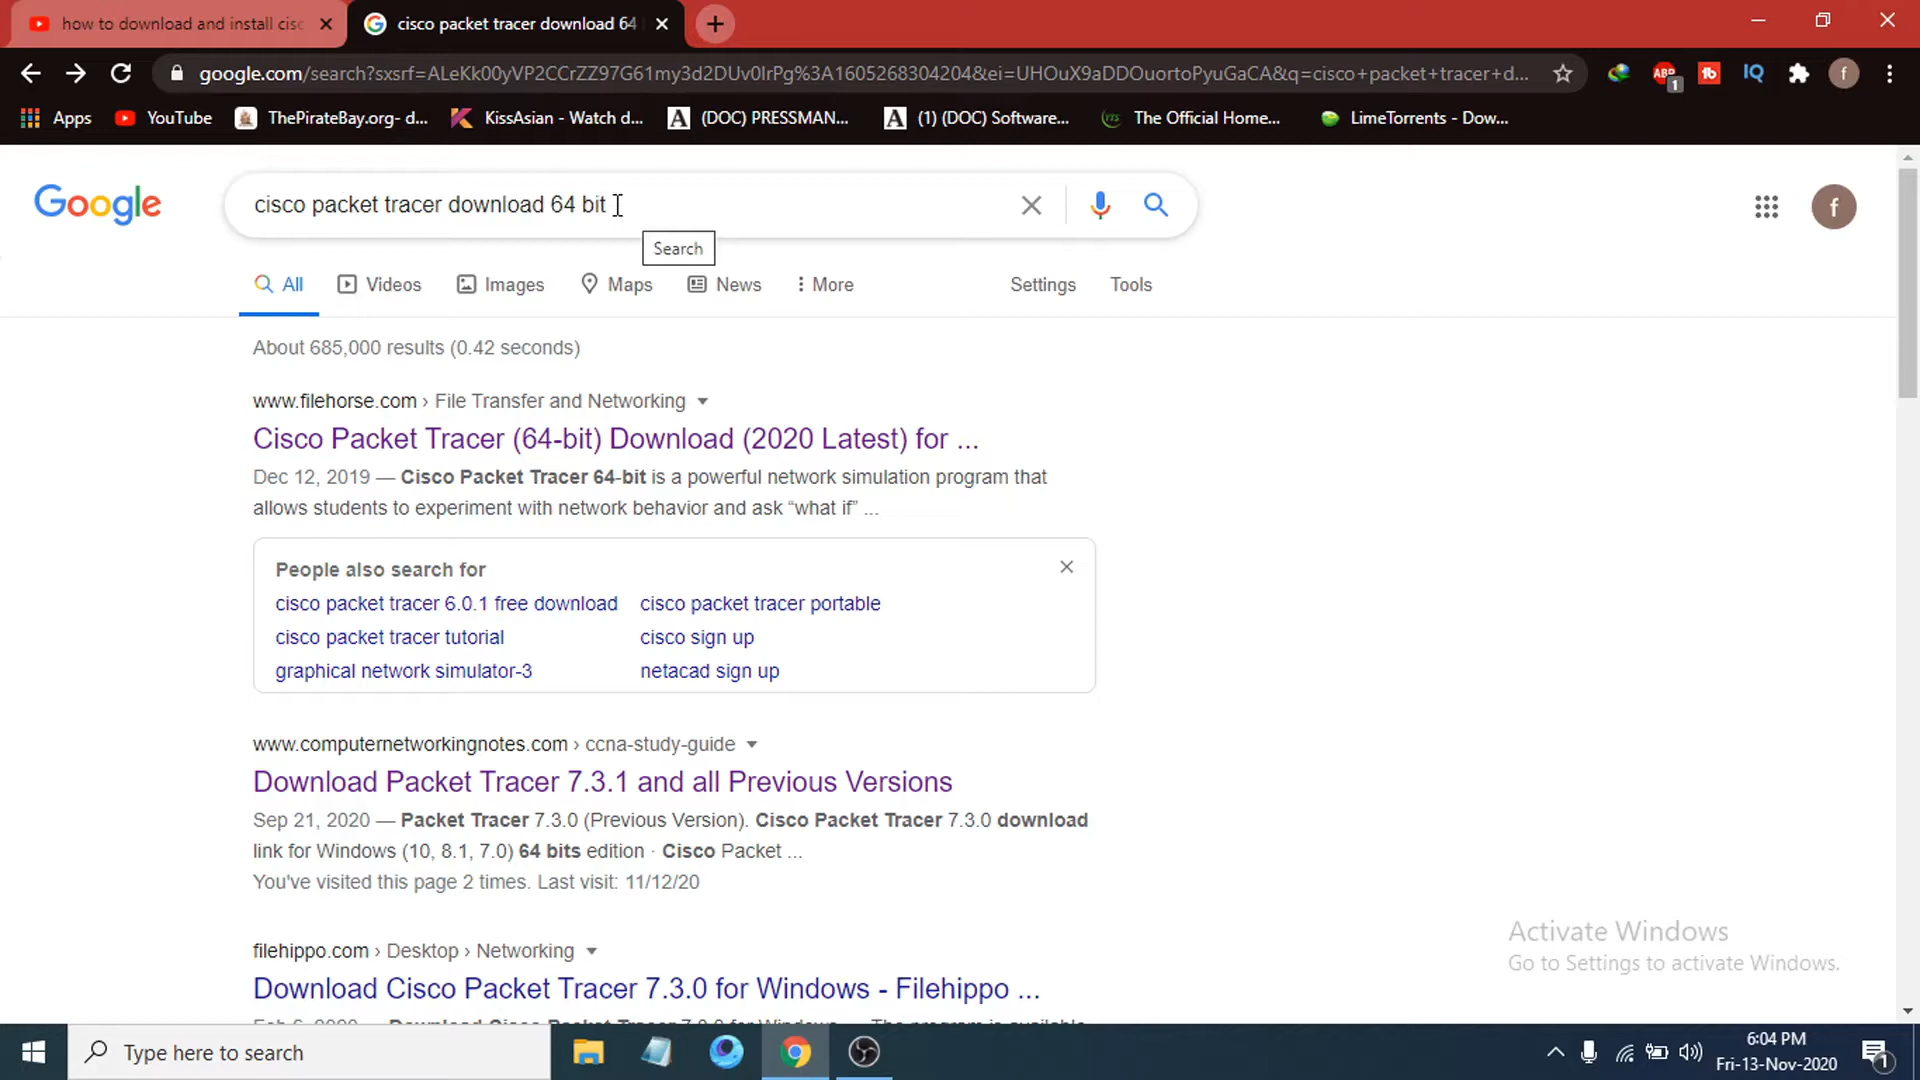 how to download and install cisc
cisco packet tracer download 64
google.com/search?sxsrf=ALeKk00yVP2CCrZZ97G61my3d2DUv0IrPg%3A1605268304204&ei=UHOuX9aDDOuortoPyuGaCA&q=cisco+packet+tracer+d...
ABP
1
tb
IQ
f
Apps
YouTube
ThePirateBay.org- d...
KissAsian - Watch d...
A
(DOC) PRESSMAN...
A
(1) (DOC) Software...
The Official Home...
LimeTorrents - Dow...
Google
cisco packet tracer download 64 bit
f
Search
All
Videos
Images
Maps
News
More
Settings
Tools
About 685,000 results (0.42 seconds)
www.filehorse.com › File Transfer and Networking
Cisco Packet Tracer (64-bit) Download (2020 Latest) for ...
Dec 12, 2019 — Cisco Packet Tracer 64-bit is a powerful network simulation program that
allows students to experiment with network behavior and ask “what if” ...
People also search for
cisco packet tracer 6.0.1 free download
cisco packet tracer portable
cisco packet tracer tutorial
cisco sign up
graphical network simulator-3
netacad sign up
www.computernetworkingnotes.com › ccna-study-guide
Download Packet Tracer 7.3.1 and all Previous Versions
Sep 21, 2020 — Packet Tracer 7.3.0 (Previous Version). Cisco Packet Tracer 7.3.0 download
link for Windows (10, 8.1, 7.0) 64 bits edition · Cisco Packet ...
You've visited this page 2 times. Last visit: 11/12/20
filehippo.com › Desktop › Networking
Download Cisco Packet Tracer 7.3.0 for Windows - Filehippo ...
Activate Windows
Go to Settings to activate Windows.
Type here to search
6:04 PM
Fri-13-Nov-2020
1